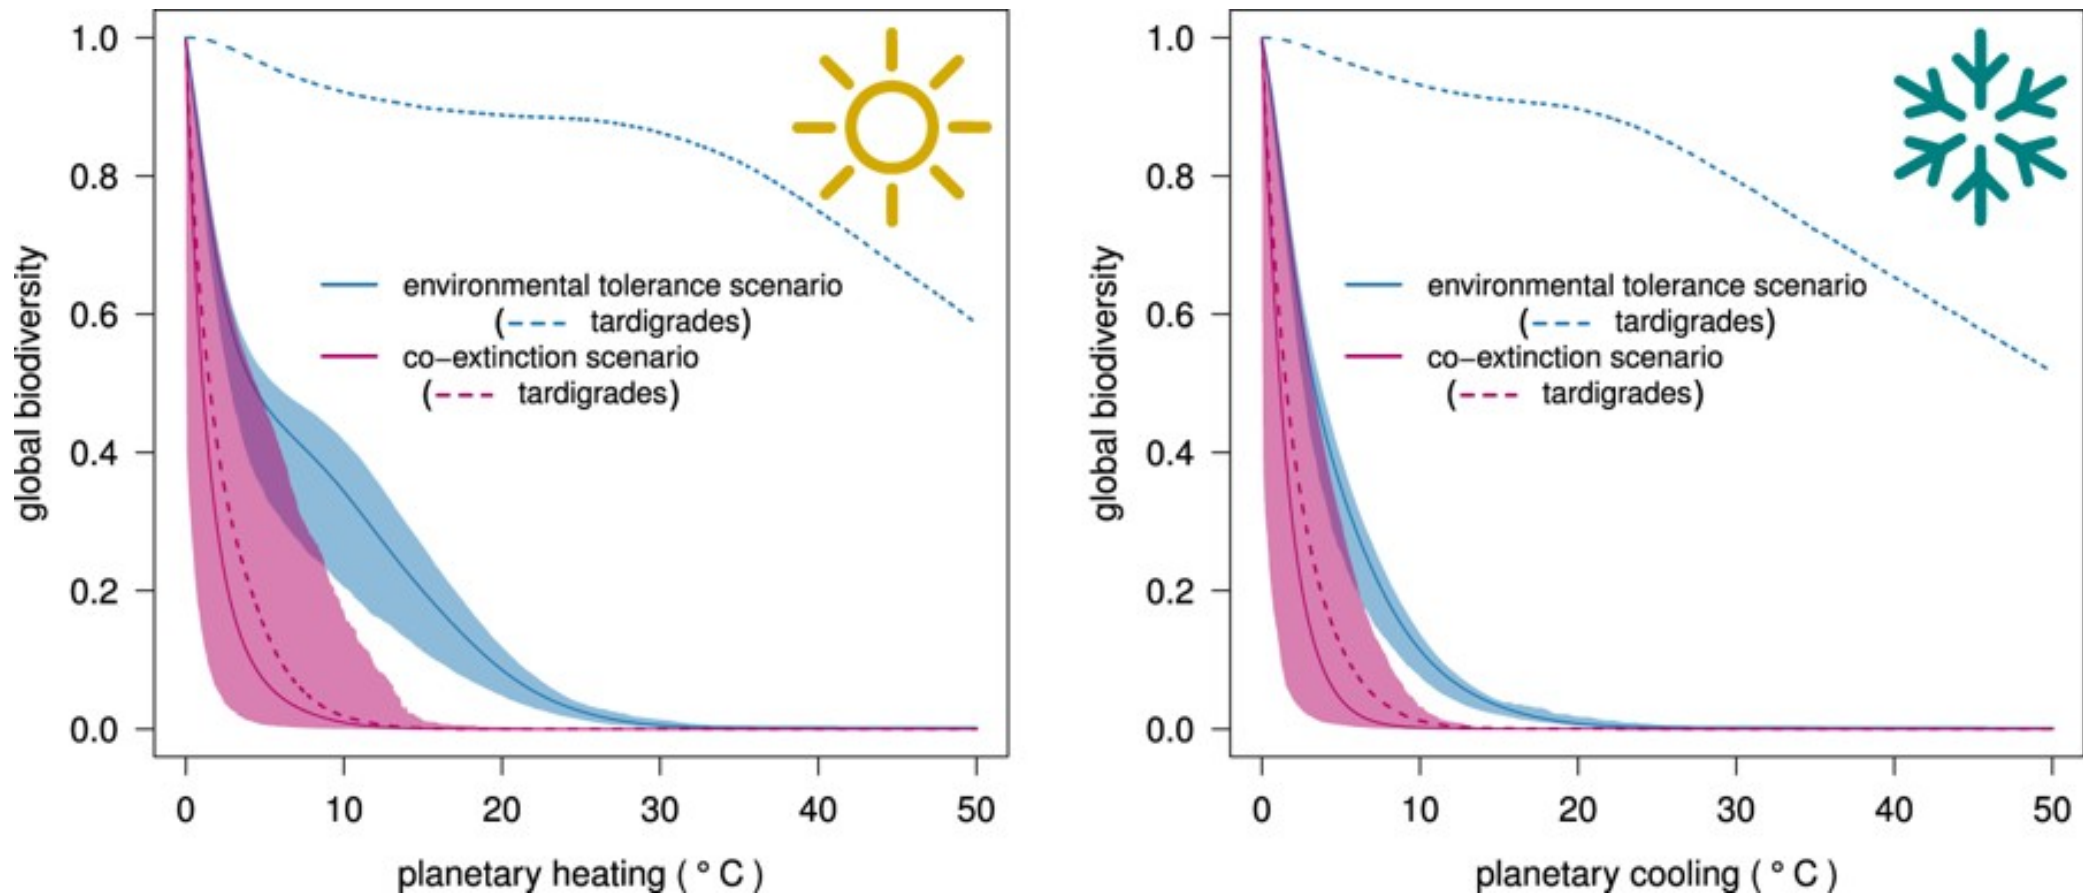 1.0
0.8
0.6
0.4
0.2
0.0
global biodiversity
environmental tolerance scenario
( tardigrades)
co−extinction scenario
( tardigrades)
0 10 20 30 40 50
planetary heating ( ° C )
1.0
0.8
0.6
0.4
0.2
0.0
global biodiversity
environmental tolerance scenario
( tardigrades)
co−extinction scenario
( tardigrades)
0 10 20 30 40 50
planetary cooling ( ° C )